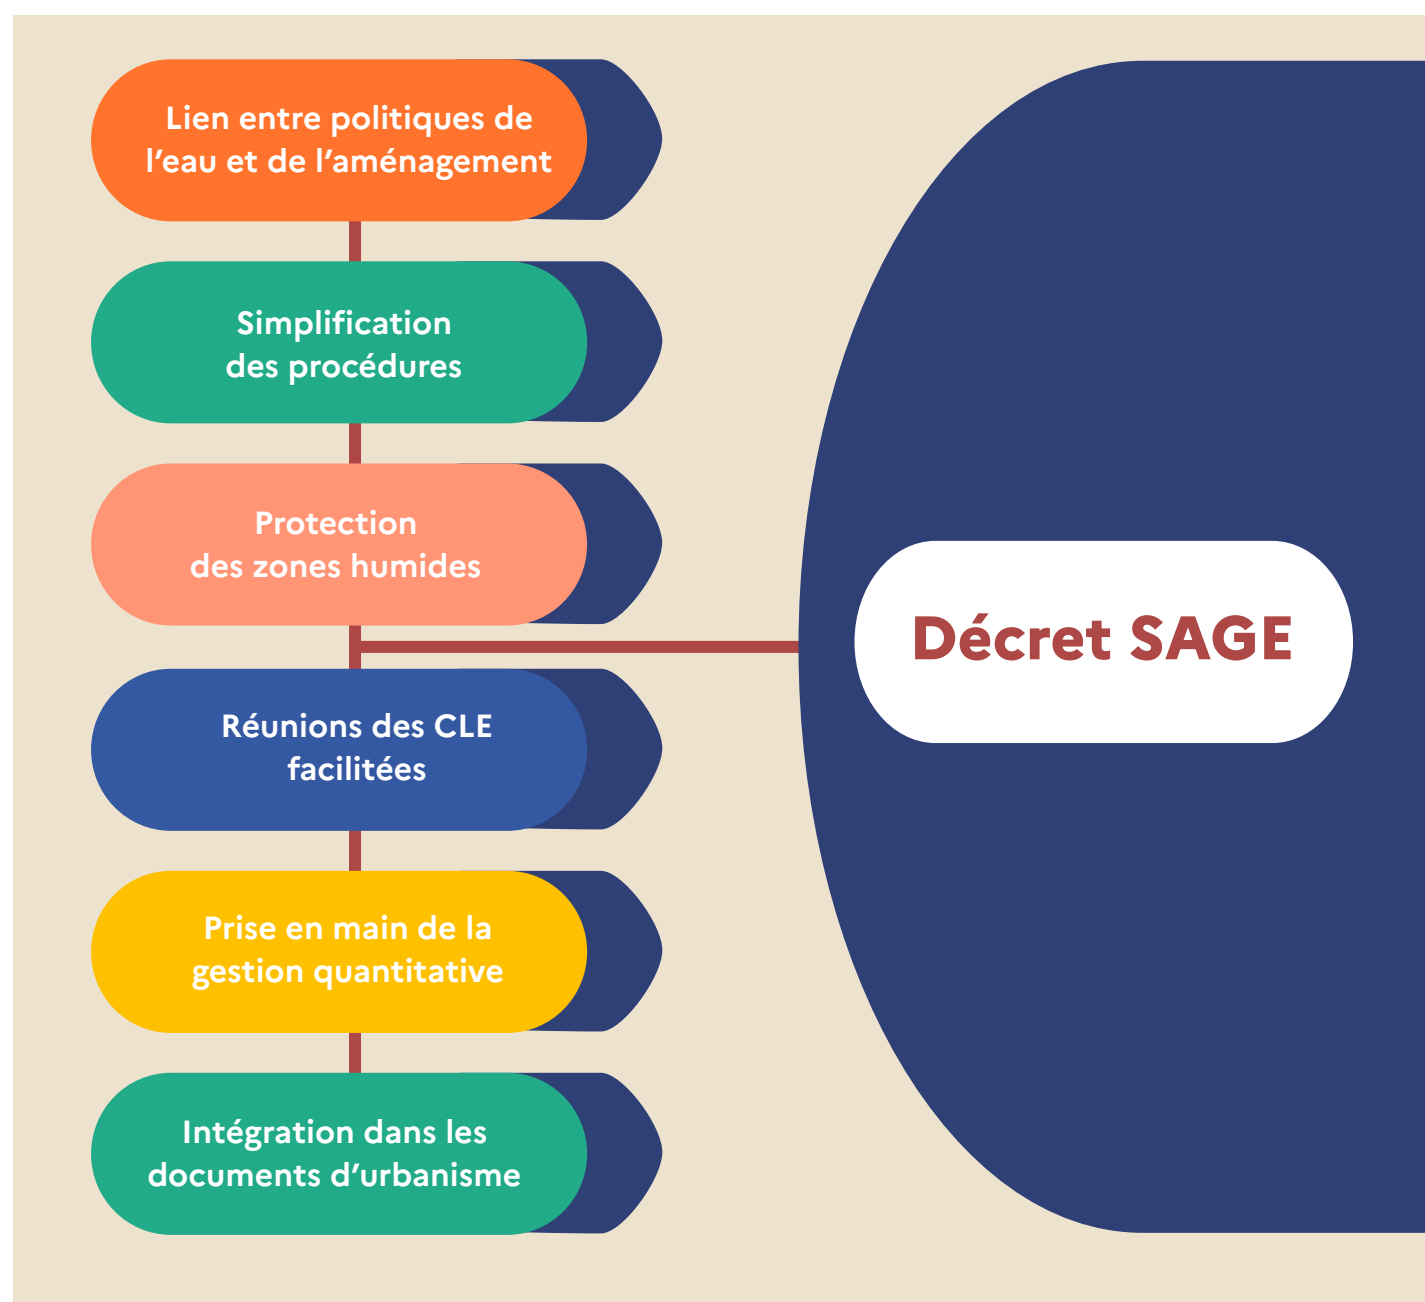 Lien entre politiques de
l’eau et de l’aménagement
Simplification
des procédures
Protection
des zones humides
Réunions des CLE
facilitées
Prise en main de la
gestion quantitative
Intégration dans les
documents d’urbanisme
Décret SAGE